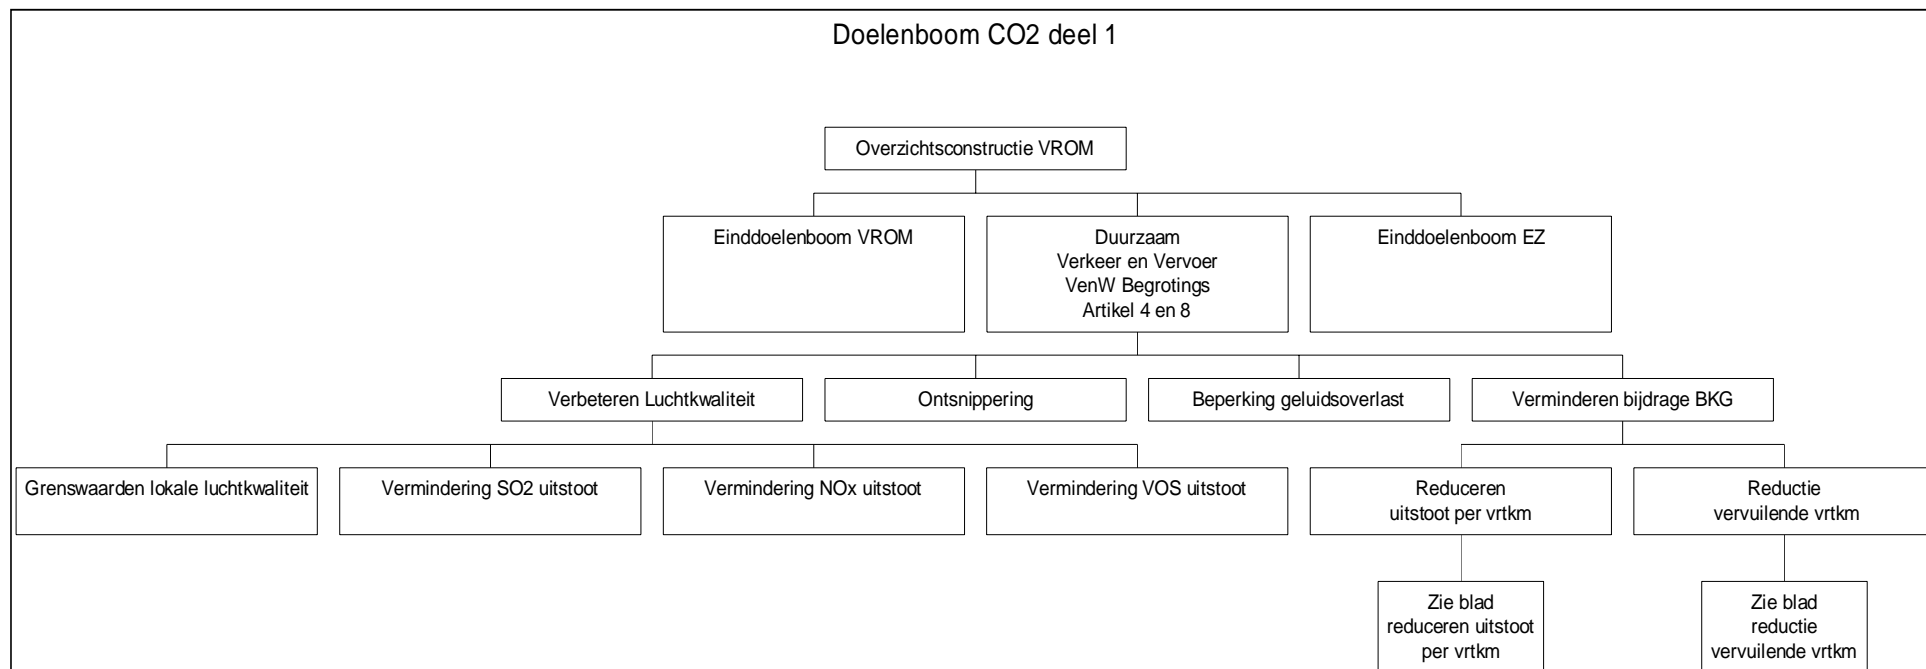 Doelenboom CO2 deel 1
Overzichtsconstructie VROM
Einddoelenboom VROM
Duurzaam
Verkeer en Vervoer
VenW Begrotings
Artikel 4 en 8
Einddoelenboom EZ
Verbeteren Luchtkwaliteit
Ontsnippering
Beperking geluidsoverlast
Verminderen bijdrage BKG
Grenswaarden lokale luchtkwaliteit
Vermindering SO2 uitstoot
Vermindering NOx uitstoot
Vermindering VOS uitstoot
Reduceren
uitstoot per vrtkm
Reductie
vervuilende vrtkm
Zie blad
reduceren uitstoot
per vrtkm
Zie blad
reductie
vervuilende vrtkm